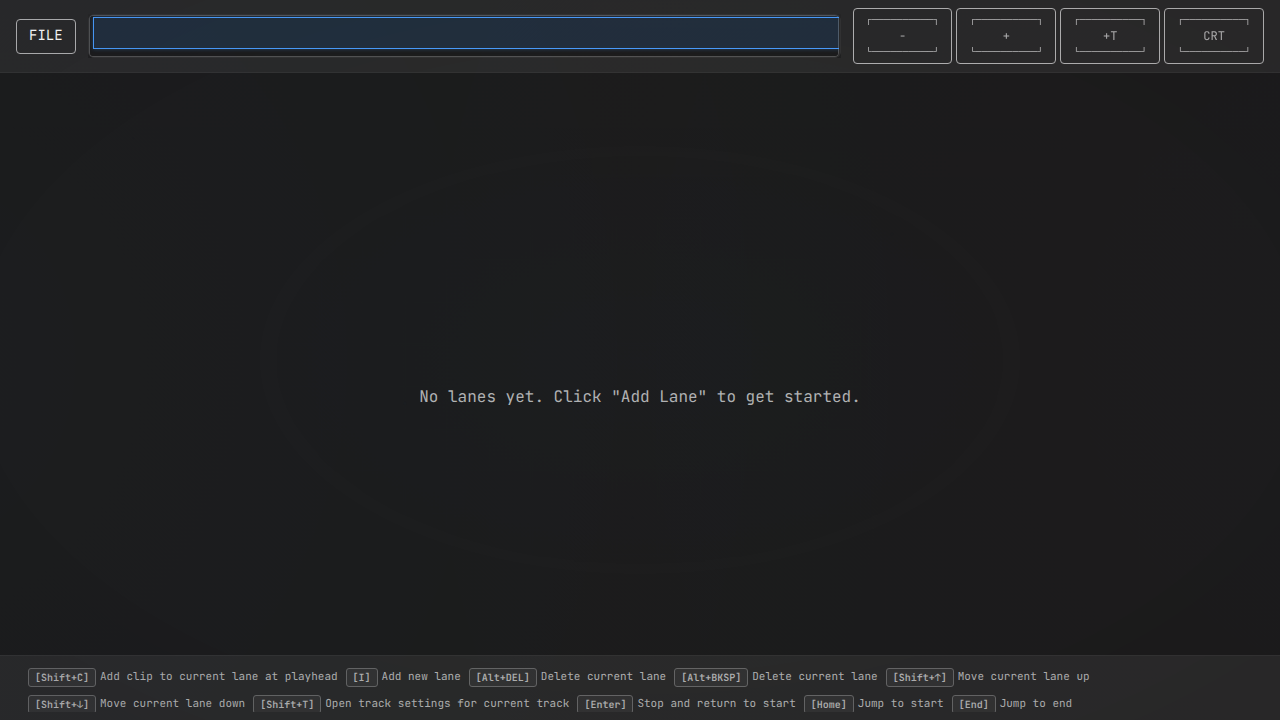 FILE
-
+
+T
CRT
No lanes yet. Click "Add Lane" to get started.
[Shift+C] Add clip to current lane at playhead [I] Add new lane [Alt+DEL] Delete current lane [Alt+BKSP] Delete current lane [Shift+↑] Move current lane up
[Shift+↓] Move current lane down [Shift+T] Open track settings for current track [Enter] Stop and return to start [Home] Jump to start [End] Jump to end